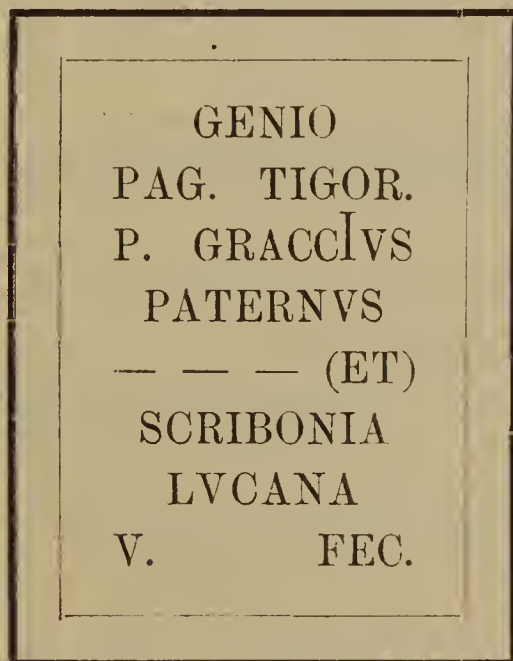 GENIO
PAG. TIGOR.
P. GRACCIVS
PATERNVS
— — — (ET)
SCRIBONIA
LVCANA
V. FEC.